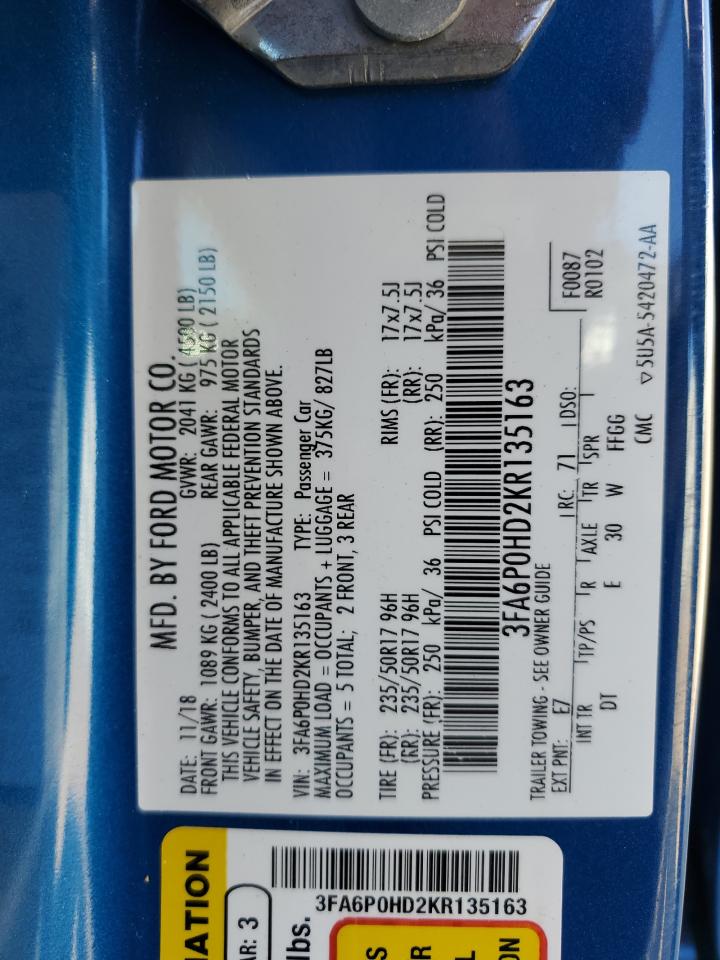 MFD. BY FORD MOTOR CO.
DATE: 11/18 GVWR: 2041 KG ( 4500 LB)
FRONT GAWR: 1089 KG ( 2400 LB) REAR GAWR: 975 KG ( 2150 LB)
THIS VEHICLE CONFORMS TO ALL APPLICABLE FEDERAL MOTOR
VEHICLE SAFETY, BUMPER, AND THEFT PREVENTION STANDARDS
IN EFFECT ON THE DATE OF MANUFACTURE SHOWN ABOVE.
VIN: 3FA6P0HD2KR135163 TYPE: Passenger Car
MAXIMUM LOAD = OCCUPANTS + LUGGAGE = 375KG/ 827LB
OCCUPANTS = 5 TOTAL; 2 FRONT, 3 REAR
TIRE (FR): 235/50R17 96H RIMS (FR): 17x7.5J
(RR): 235/50R17 96H (RR): 17x7.5J
PRESSURE (FR): 250 kPa/ 36 PSI COLD (RR): 250 kPa/ 36 PSI COLD
3FA6P0HD2KR135163
TRAILER TOWING - SEE OWNER GUIDE
F0087
R0102
EXT PNT: E7 RC: 71 DSO:
INT TR TP/PS R AXLE TR SPR
DT E 30 W FFGG
CMC ▽5U5A-5420472-AA
3FA6P0HD2KR135163